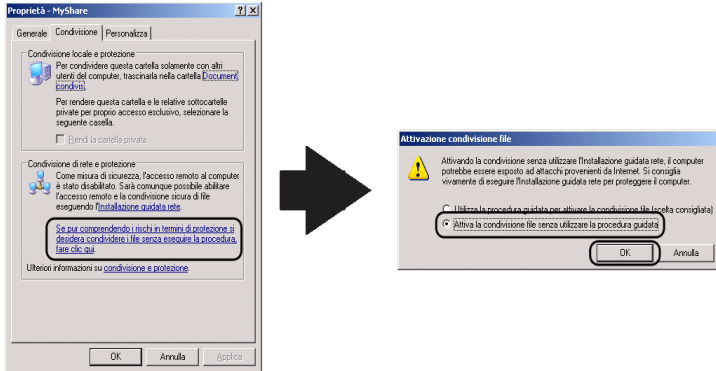 Proprietà - MyShare
Generale
Condivisione
Personalizza
Condivisione locale e protezione
Per condividere questa cartella solamente con altri
utenti del computer, trascinarla nella cartella Document
condivisi.
Per rendere questa cartella e le relative sottocartelle
private per proprio accesso esclusivo, selezionare la
seguente casella.
Rendi la cartella privata
Condivisione di rete e protezione
Come misura di sicurezza, l'accesso remoto al computer
è stato disabilitato. Sarà comunque possibile abilitare
l'accesso remoto e la condivisione sicura di file
eseguendo l'Installazione guidata rete.
Se pur comprendendo i rischi in termini di protezione si
desidera condividere i file senza eseguire la procedura,
fare clic qui.
Ulteriori informazioni su condivisione e protezione.
OK
Annulla
Applica
Attivazione condivisione file
Attivando la condivisione senza utilizzare l'Installazione guidata rete, il computer
potrebbe essere esposto ad attacchi provenienti da Internet. Si consiglia
vivamente di eseguire l'Installazione guidata rete per proteggere il computer.
Utilizza la procedura guidata per attivare la condivisione file (scelta consigliata)
Attiva la condivisione file senza utilizzare la procedura guidata
OK
Annulla